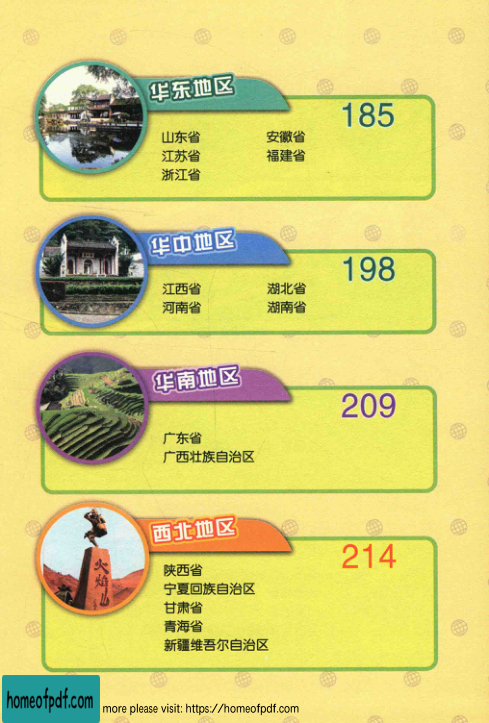 华东地区
185
山东省 安徽省
江苏省 福建省
浙江省
华中地区
198
江西省 湖北省
河南省 湖南省
华南地区
209
广东省
广西壮族自治区
西北地区
214
火焰山
陕西省
宁夏回族自治区
甘肃省
青海省
新疆维吾尔自治区
homeofpdf.com
more please visit: https://homeofpdf.com